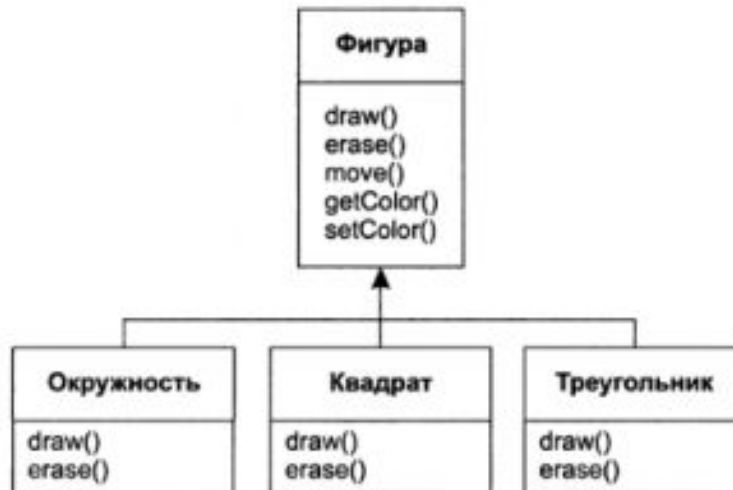 Фигура
draw()
erase()
move()
getColor()
setColor()
Окружность
draw()
erase()
Квадрат
draw()
erase()
Треугольник
draw()
erase()